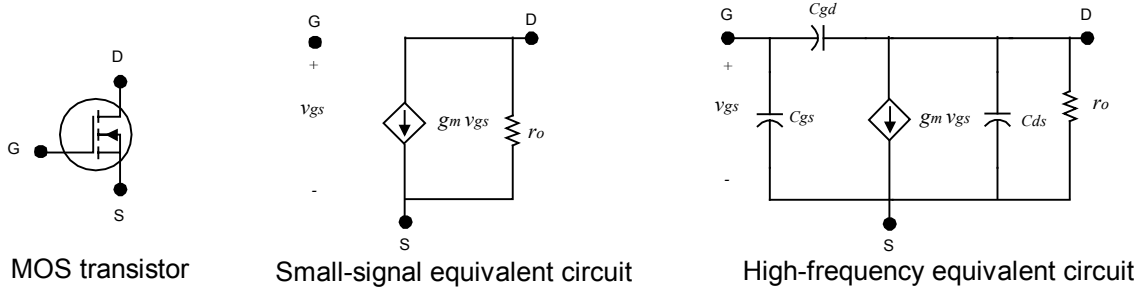 D
G
S
MOS transistor
G
D
+
vgs
gm vgs
ro
-
S
Small-signal equivalent circuit
Cgd
G
D
+
vgs
Cgs
gm vgs
Cds
ro
-
S
High-frequency equivalent circuit